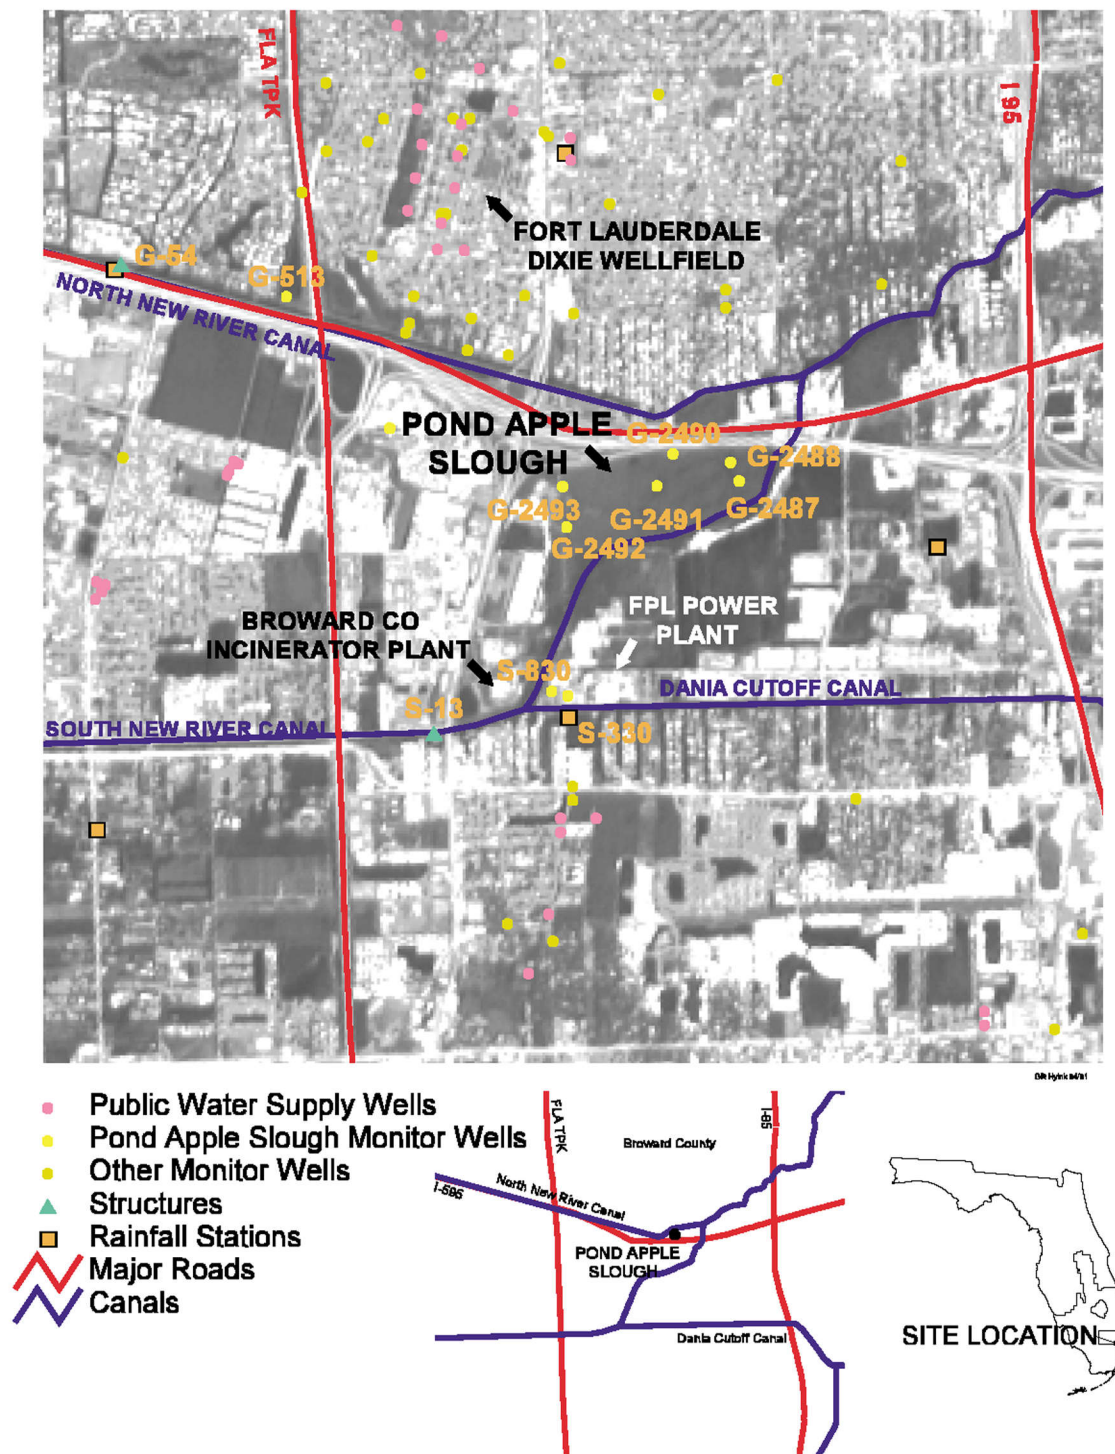 FLA TPK
I 95
FORT LAUDERDALE
DIXIE WELLFIELD
G-54
G-513
NORTH NEW RIVER CANAL
POND APPLE
SLOUGH
G-2490
G-2488
G-2493
G-2491
G-2487
G-2492
BROWARD CO
INCINERATOR PLANT
FPL POWER
PLANT
S-830
DANIA CUTOFF CANAL
S-13
SOUTH NEW RIVER CANAL
S-330
Public Water Supply Wells
Pond Apple Slough Monitor Wells
Other Monitor Wells
Structures
Rainfall Stations
Major Roads
Canals
FLA TPK
Broward County
I-95
I-595
North New River Canal
POND APPLE
SLOUGH
Dania Cutoff Canal
SITE LOCATION